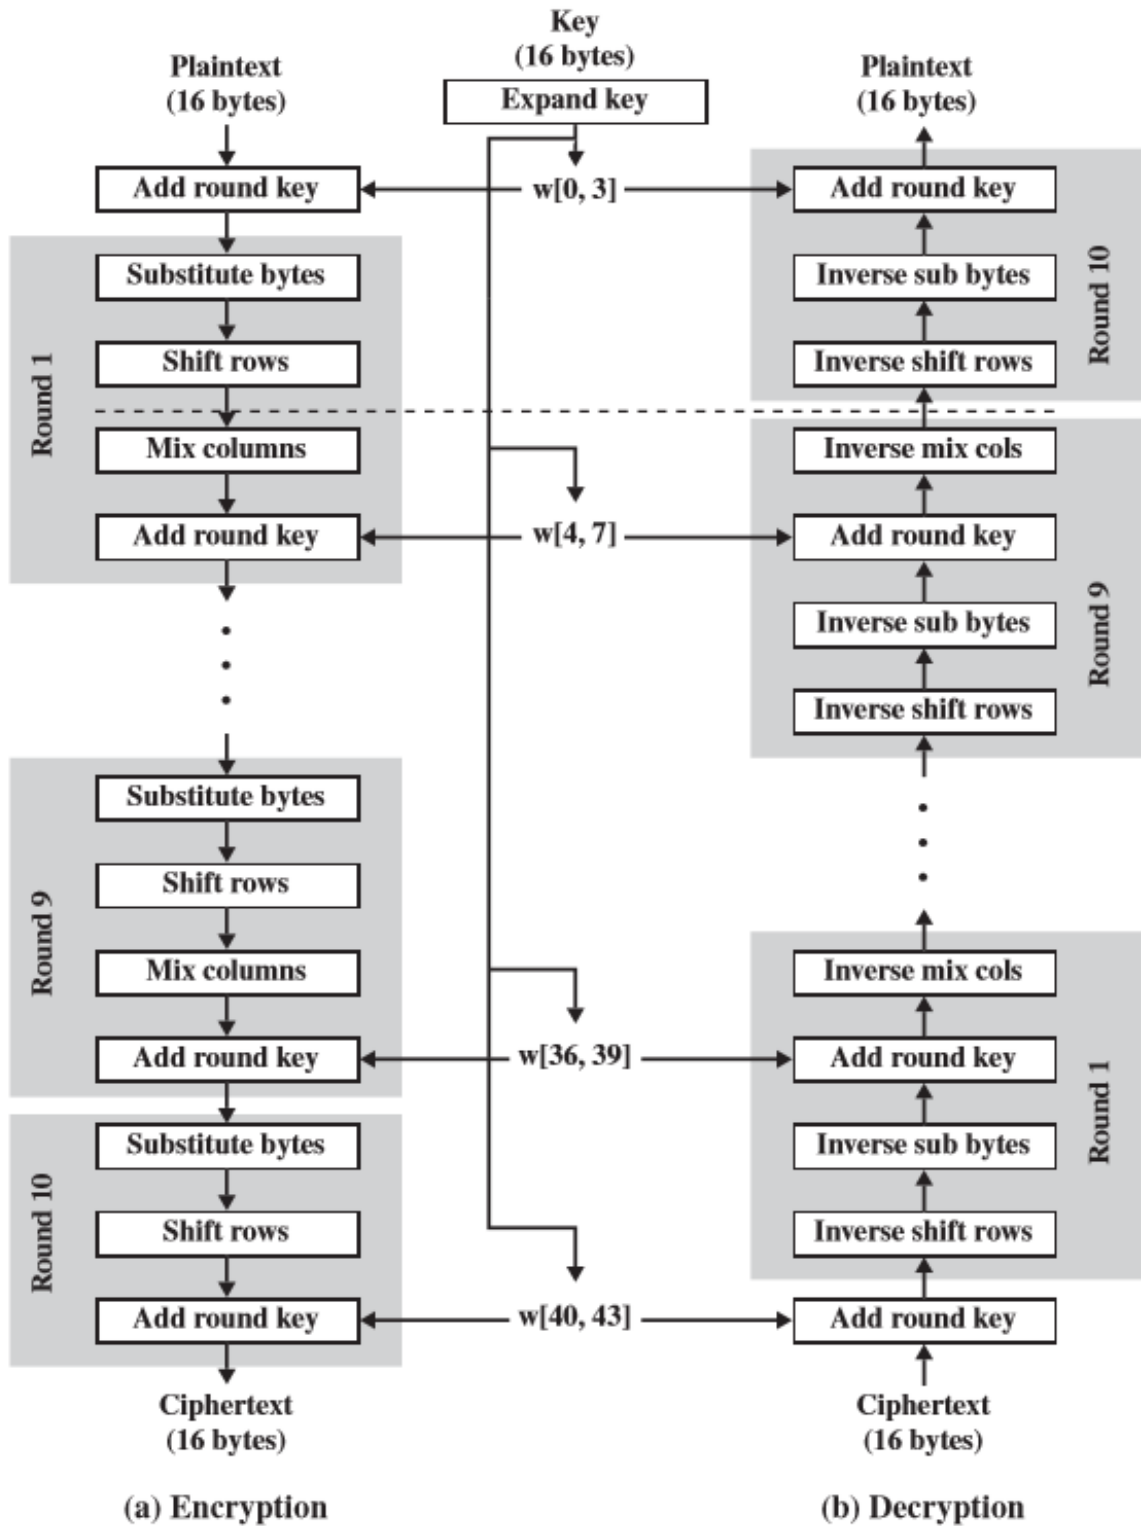 Key
(16 bytes)
Expand key
Plaintext
(16 bytes)
Add round key
Round 1
Substitute bytes
Shift rows
Mix columns
Add round key
Round 9
Substitute bytes
Shift rows
Mix columns
Add round key
Round 10
Substitute bytes
Shift rows
Add round key
Ciphertext
(16 bytes)
(a) Encryption
w[0, 3]
w[4, 7]
w[36, 39]
w[40, 43]
Plaintext
(16 bytes)
Add round key
Inverse sub bytes
Inverse shift rows
Round 10
Inverse mix cols
Add round key
Inverse sub bytes
Inverse shift rows
Round 9
Inverse mix cols
Add round key
Inverse sub bytes
Inverse shift rows
Round 1
Add round key
Ciphertext
(16 bytes)
(b) Decryption